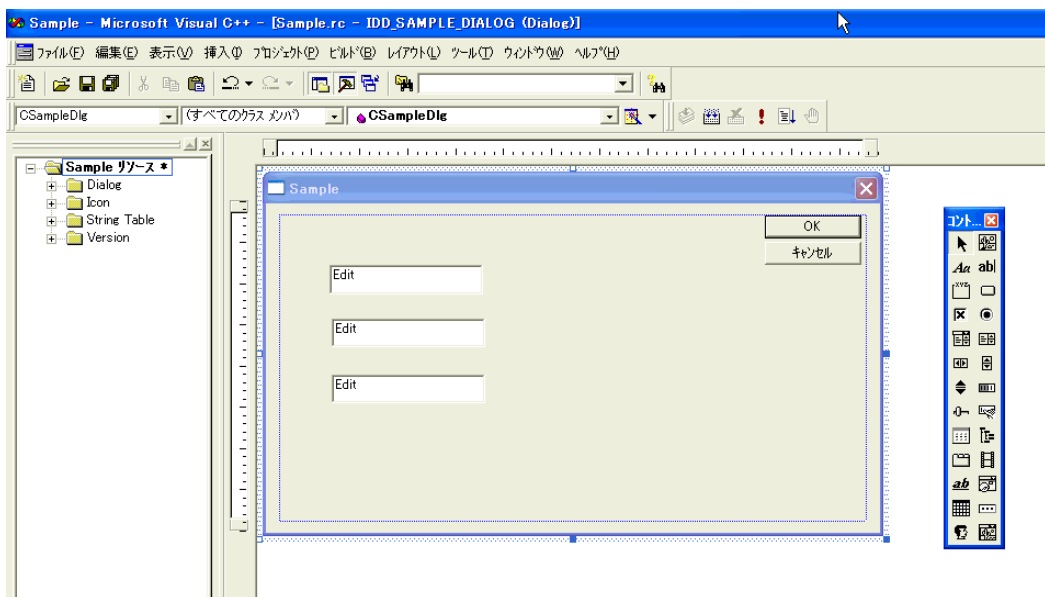 Sample - Microsoft Visual C++ - [Sample.rc - IDD_SAMPLE_DIALOG (Dialog)]
ファイル(F) 編集(E) 表示(V) 挿入(I) プロジェクト(P) ビルド(B) レイアウト(L) ツール(T) ウィンドウ(W) ヘルプ(H)
CSampleDlg (すべてのクラス メンバ) CSampleDlg
Sample リソース *
Dialog
Icon
String Table
Version
Sample
OK
キャンセル
Edit
Edit
Edit
コント...
Aa ab|
XYZ
ab